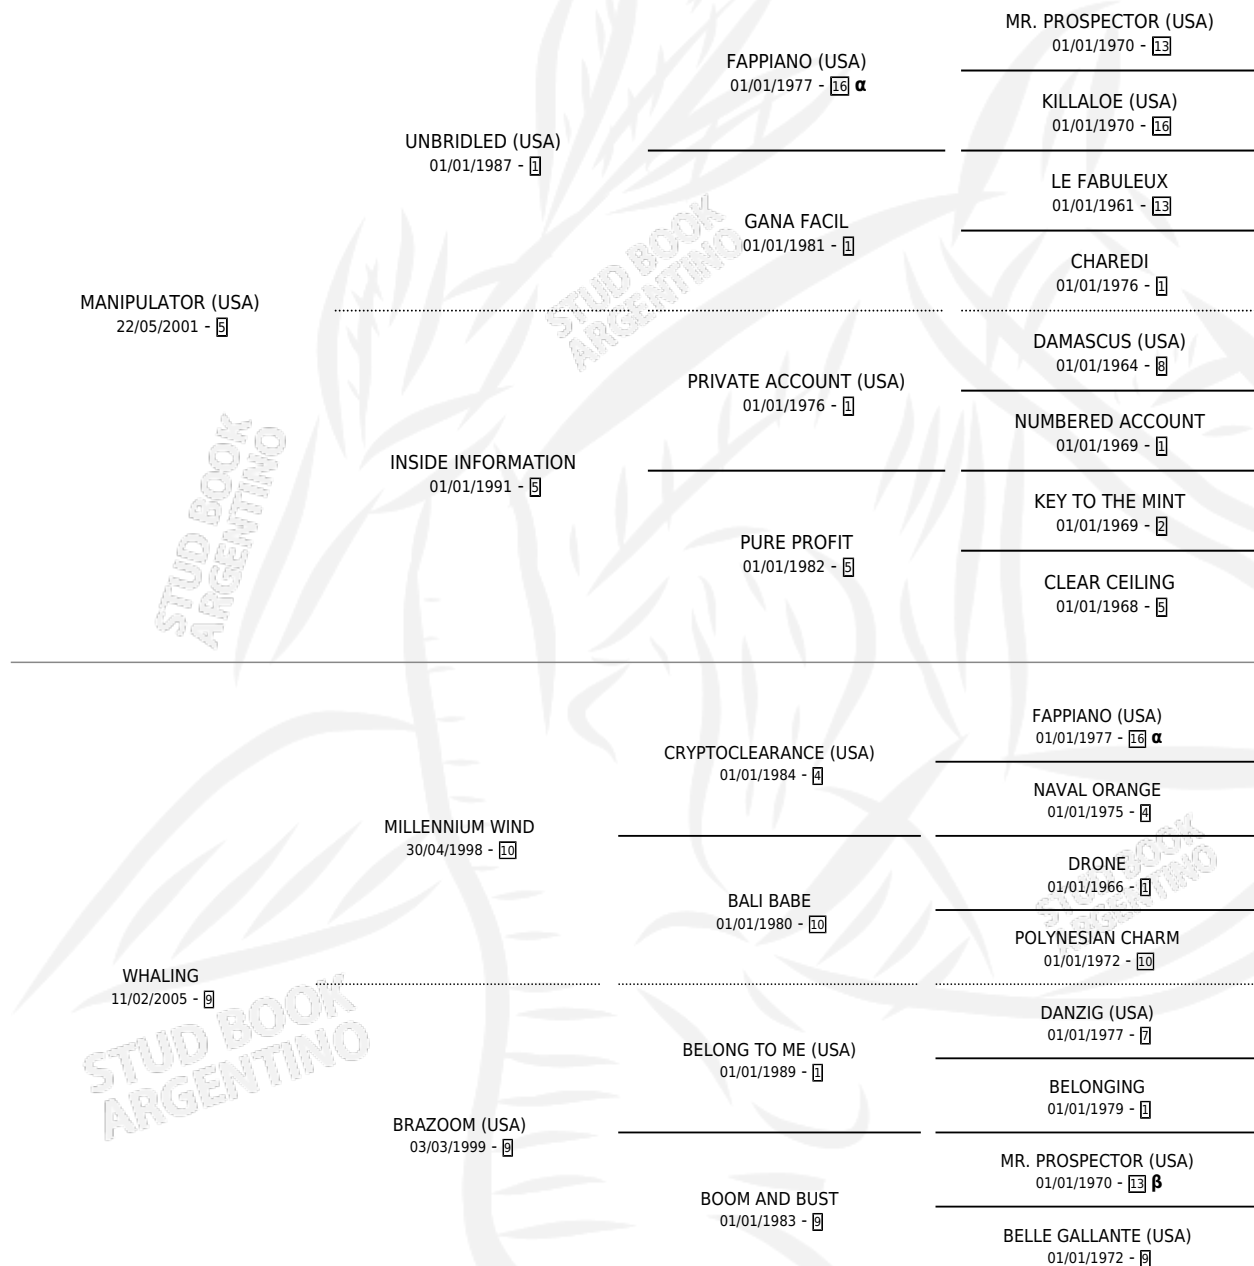 MR. PROSPECTOR (USA)
01/01/1970 - 13
FAPPIANO (USA)
01/01/1977 - 16 α
KILLALOE (USA)
01/01/1970 - 16
UNBRIDLED (USA)
01/01/1987 - 1
LE FABULEUX
01/01/1961 - 13
GANA FACIL
01/01/1981 - 1
CHAREDI
01/01/1976 - 1
MANIPULATOR (USA)
22/05/2001 - 5
DAMASCUS (USA)
01/01/1964 - 8
PRIVATE ACCOUNT (USA)
01/01/1976 - 1
NUMBERED ACCOUNT
01/01/1969 - 1
INSIDE INFORMATION
01/01/1991 - 5
KEY TO THE MINT
01/01/1969 - 2
PURE PROFIT
01/01/1982 - 5
CLEAR CEILING
01/01/1968 - 5
FAPPIANO (USA)
01/01/1977 - 16 α
CRYPTOCLEARANCE (USA)
01/01/1984 - 4
NAVAL ORANGE
01/01/1975 - 4
MILLENNIUM WIND
30/04/1998 - 10
DRONE
01/01/1966 - 1
BALI BABE
01/01/1980 - 10
POLYNESIAN CHARM
01/01/1972 - 10
WHALING
11/02/2005 - 9
DANZIG (USA)
01/01/1977 - 7
BELONG TO ME (USA)
01/01/1989 - 1
BELONGING
01/01/1979 - 1
BRAZOOM (USA)
03/03/1999 - 9
MR. PROSPECTOR (USA)
01/01/1970 - 13 β
BOOM AND BUST
01/01/1983 - 9
BELLE GALLANTE (USA)
01/01/1972 - 9
STUD BOOK
ARGENTINO
STUD BOOK
ARGENTINO
STUD BOOK
ARGENTINO
STUD BOOK
ARGENTINO